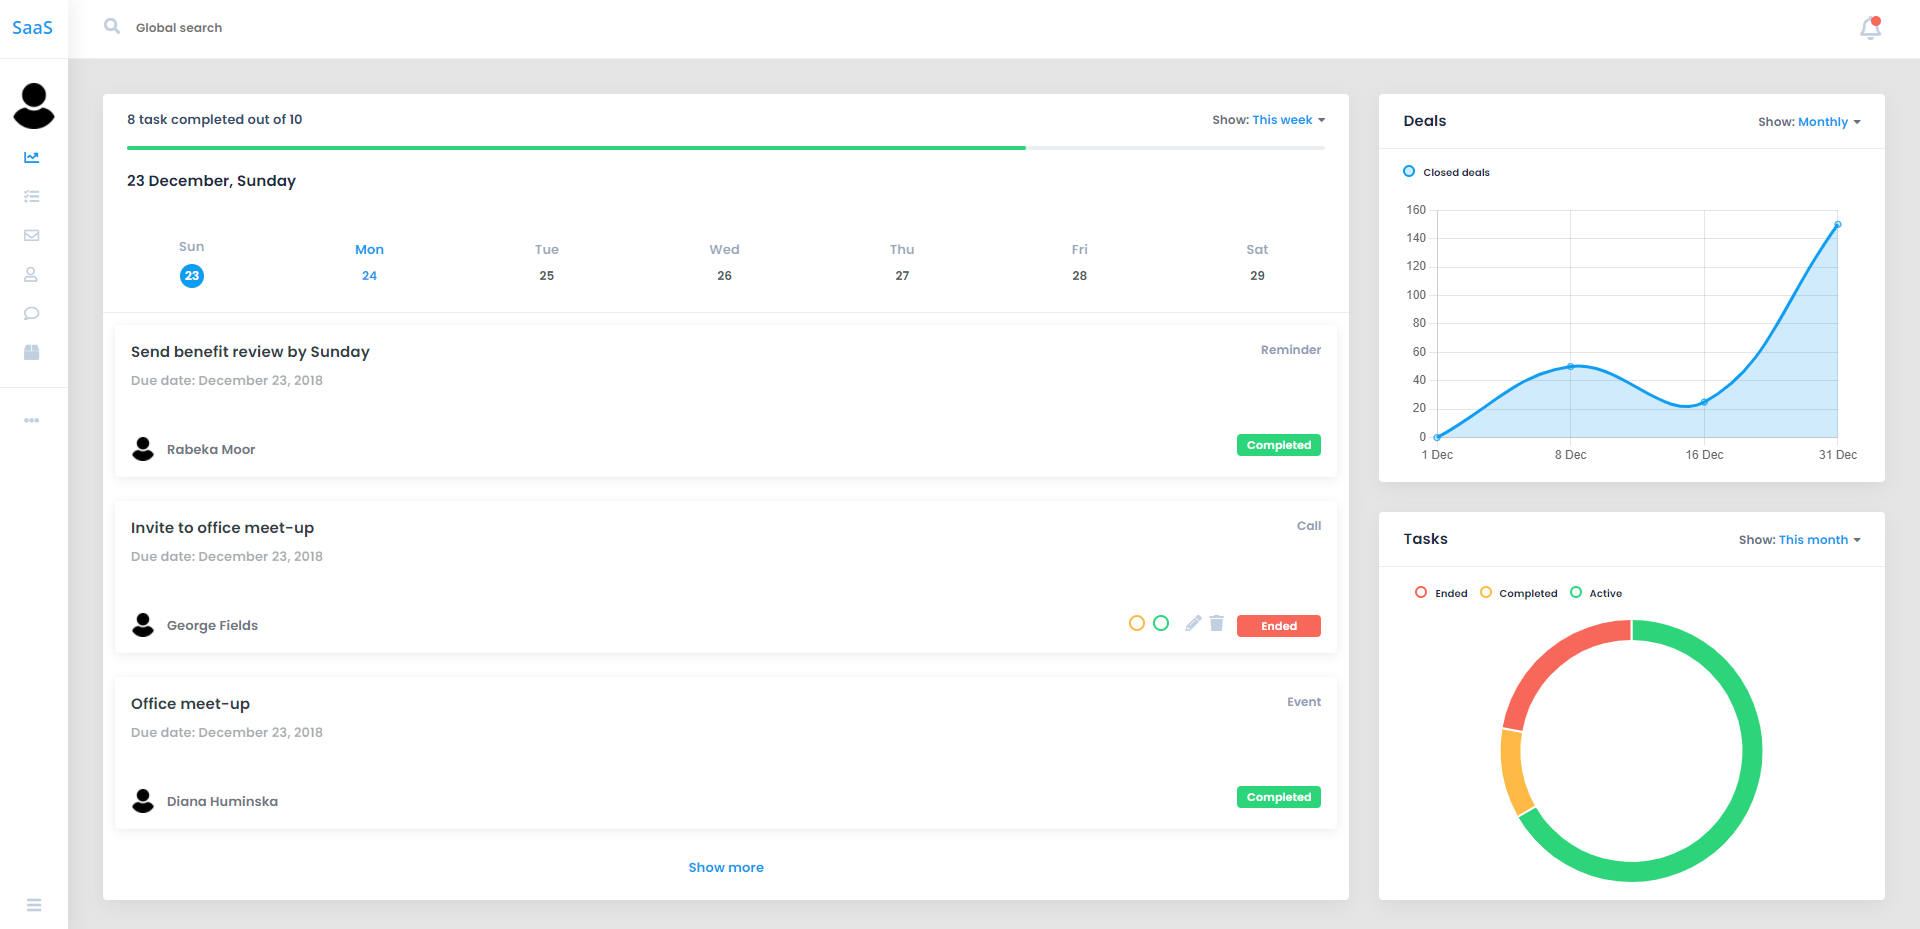 SaaS
Global search
8 task completed out of 10
Show: This week
23 December, Sunday
Sun Mon Tue Wed Thu Fri Sat
23 24 25 26 27 28 29
Send benefit review by Sunday
Reminder
Due date: December 23, 2018
Rabeka Moor
Completed
Invite to office meet-up
Call
Due date: December 23, 2018
George Fields
Ended
Office meet-up
Event
Due date: December 23, 2018
Diana Huminska
Completed
Show more
Deals
Show: Monthly
Closed deals
160
140
120
100
80
60
40
20
0
1 Dec 8 Dec 16 Dec 31 Dec
Tasks
Show: This month
Ended Completed Active